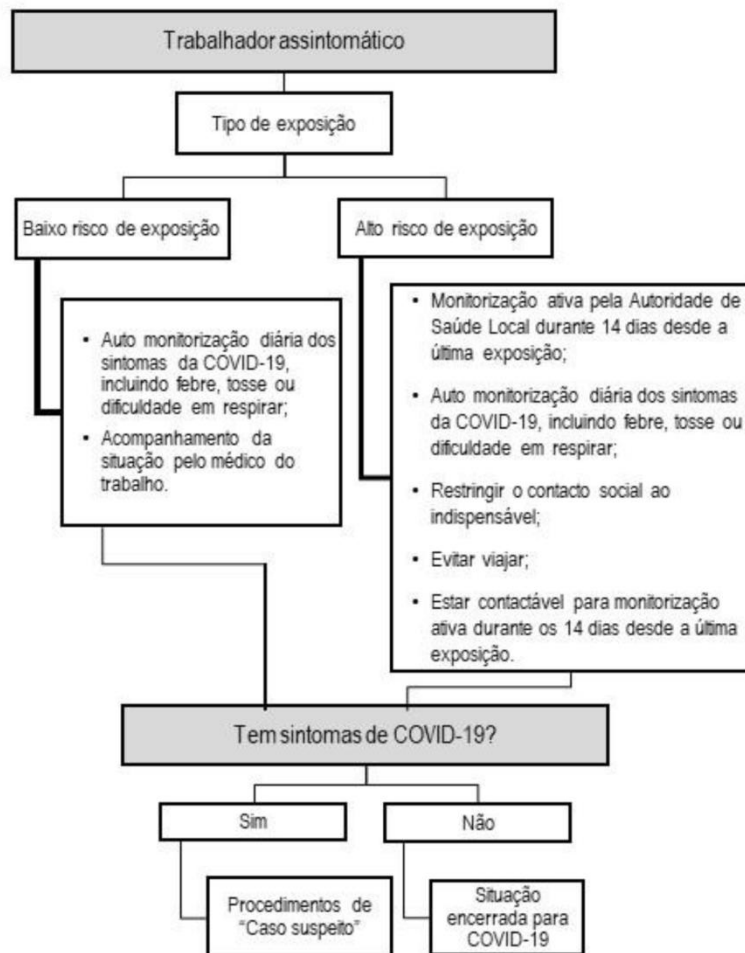 Trabalhador assintomático
Tipo de exposição
Baixo risco de exposição
Alto risco de exposição
• Auto monitorização diária dos
sintomas da COVID-19,
incluindo febre, tosse ou
dificuldade em respirar;
• Acompanhamento da
situação pelo médico do
trabalho.
• Monitorização ativa pela Autoridade de
Saúde Local durante 14 dias desde a
última exposição;
• Auto monitorização diária dos sintomas
da COVID-19, incluindo febre, tosse ou
dificuldade em respirar;
• Restringir o contacto social ao
indispensável;
• Evitar viajar;
• Estar contactável para monitorização
ativa durante os 14 dias desde a última
exposição.
Tem sintomas de COVID-19?
Sim
Não
Procedimentos de
“Caso suspeito”
Situação
encerrada para
COVID-19